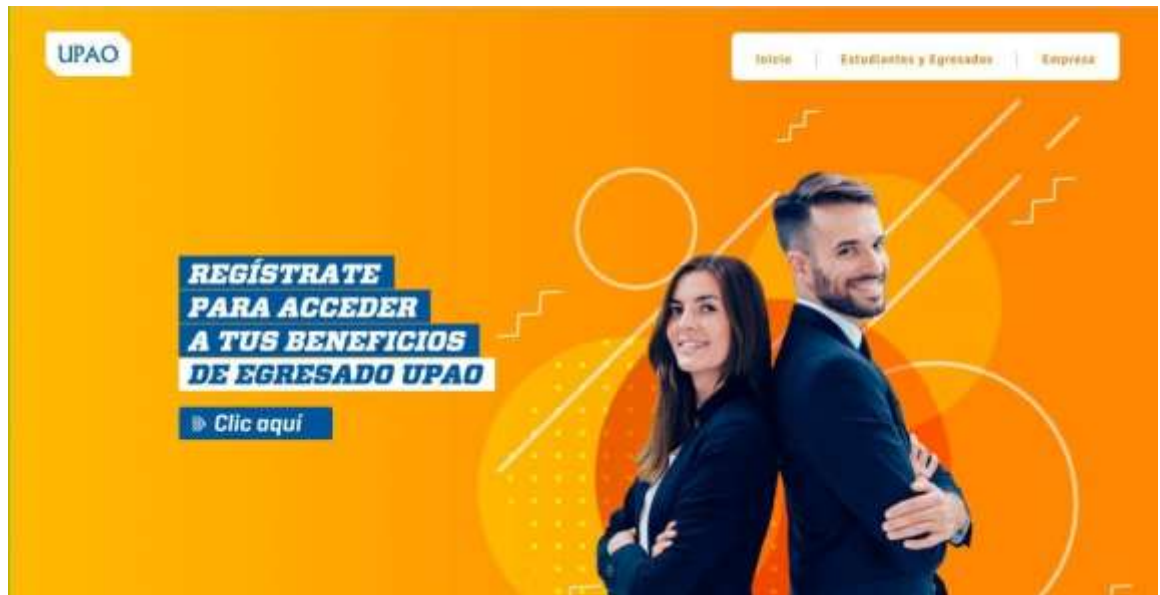 UPAO
Inicio | Estudiantes y Egresados | Empresa
REGÍSTRATE
PARA ACCEDER
A TUS BENEFICIOS
DE EGRESADO UPAO
Clic aquí